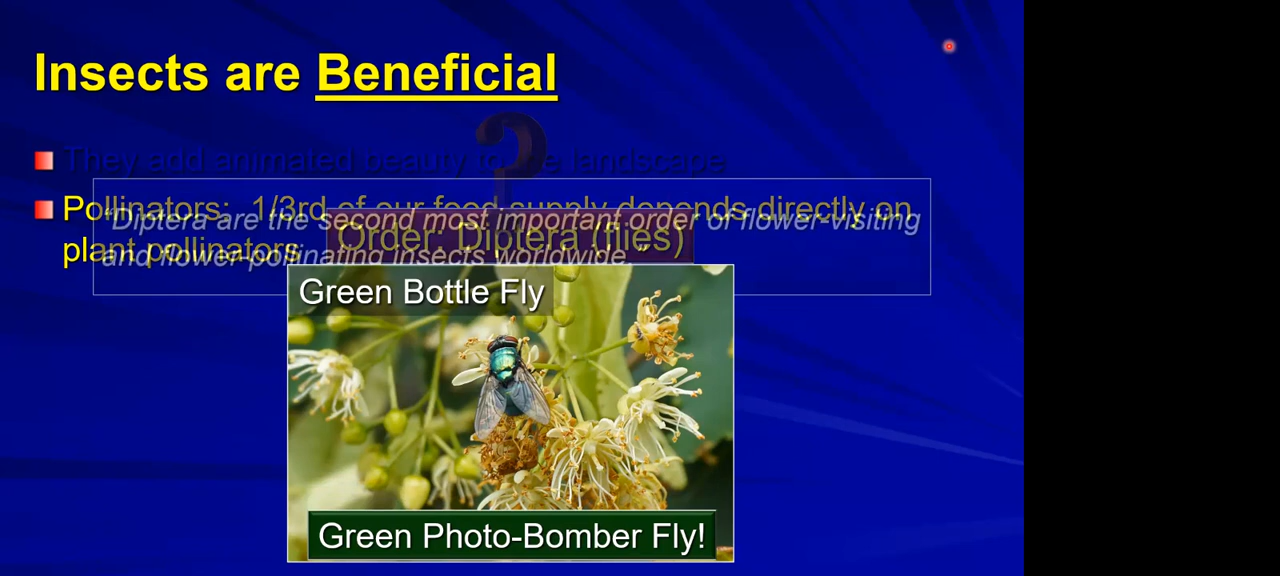 Insects are Beneficial
They add animated beauty to the landscape
Pollinators: 1/3rd of our food supply depends directly on
plant pollinators
"Diptera are the second most important order of flower-visiting
and flower-pollinating insects worldwide."
?
Order: Diptera (flies)
Green Bottle Fly
Green Photo-Bomber Fly!